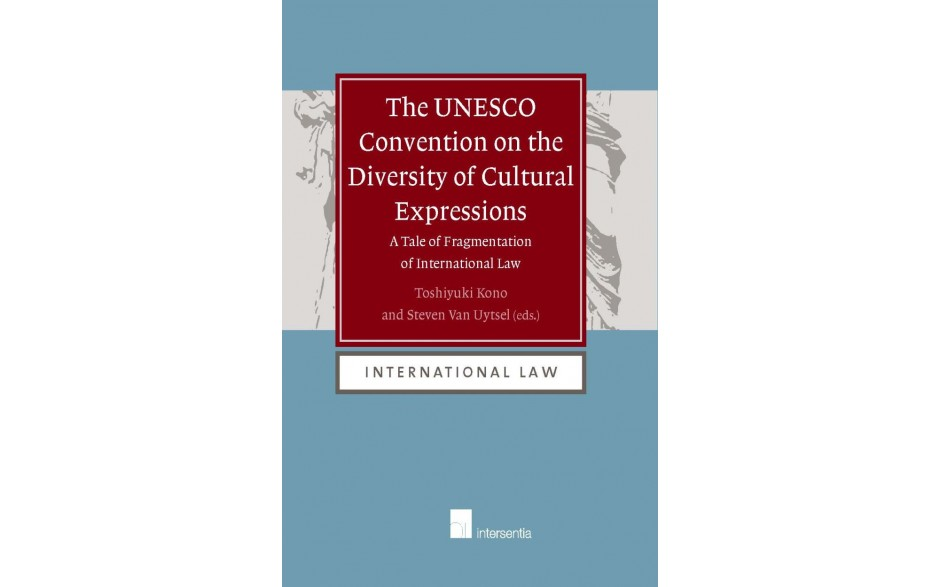 The UNESCO
Convention on the
Diversity of Cultural
Expressions
A Tale of Fragmentation
of International Law
Toshiyuki Kono
and Steven Van Uytsel (eds.)
INTERNATIONAL LAW
intersentia